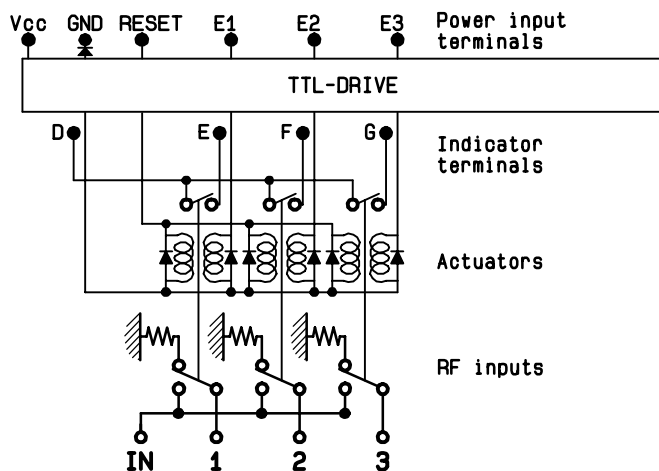 Vcc GND RESET E1 E2 E3 Power input
terminals
TTL-DRIVE
D E F G Indicator
terminals
Actuators
RF inputs
IN 1 2 3